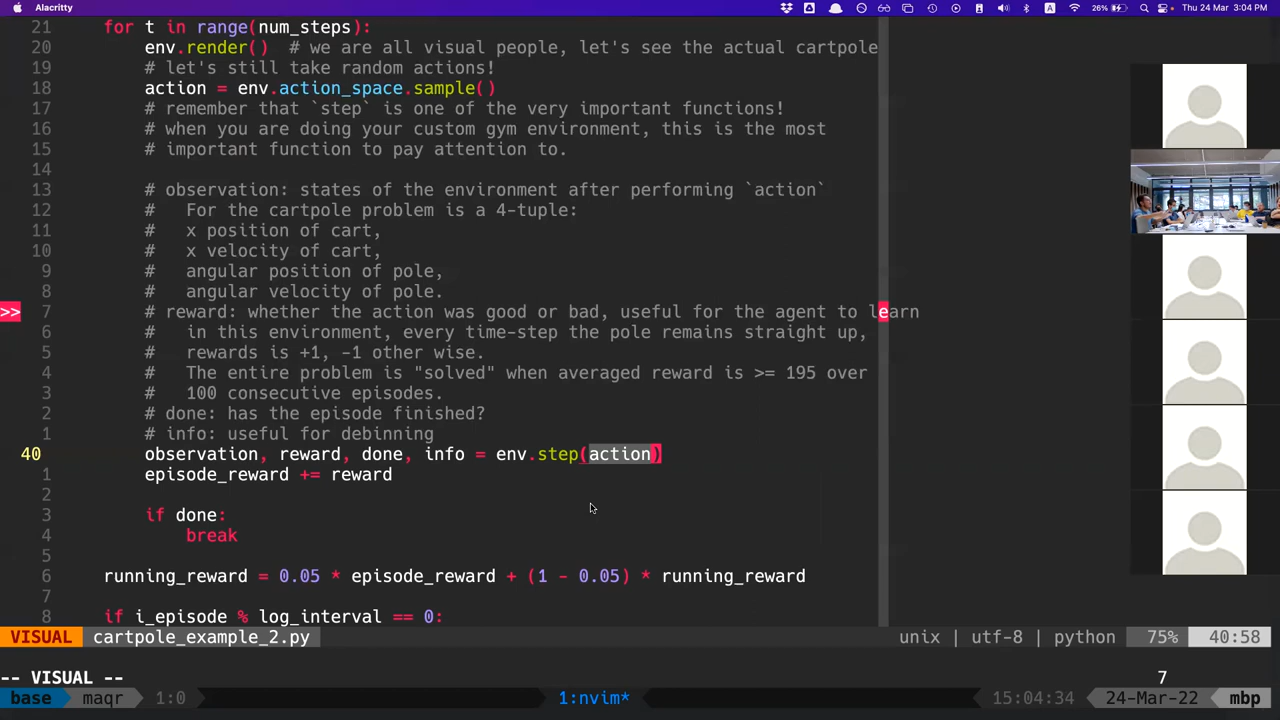 Alacritty 26% A Thu 24 Mar 3:04 PM
21 for t in range(num_steps):
20 env.render() # we are all visual people, let's see the actual cartpole
19 # let's still take random actions!
18 action = env.action_space.sample()
17 # remember that `step` is one of the very important functions!
16 # when you are doing your custom gym environment, this is the most
15 # important function to pay attention to.
14
13 # observation: states of the environment after performing `action`
12 # For the cartpole problem is a 4-tuple:
11 # x position of cart,
10 # x velocity of cart,
9 # angular position of pole,
8 # angular velocity of pole.
>> 7 # reward: whether the action was good or bad, useful for the agent to learn
6 # in this environment, every time-step the pole remains straight up,
5 # rewards is +1, -1 other wise.
4 # The entire problem is "solved" when averaged reward is >= 195 over
3 # 100 consecutive episodes.
2 # done: has the episode finished?
1 # info: useful for debinning
40 observation, reward, done, info = env.step(action)
1 episode_reward += reward
2
3 if done:
4 break
5
6 running_reward = 0.05 * episode_reward + (1 - 0.05) * running_reward
7
8 if i_episode % log_interval == 0:
VISUAL cartpole_example_2.py unix | utf-8 | python 75% 40:58
-- VISUAL -- 7
base maqr 1:0 1:nvim* 15:04:34 24-Mar-22 mbp